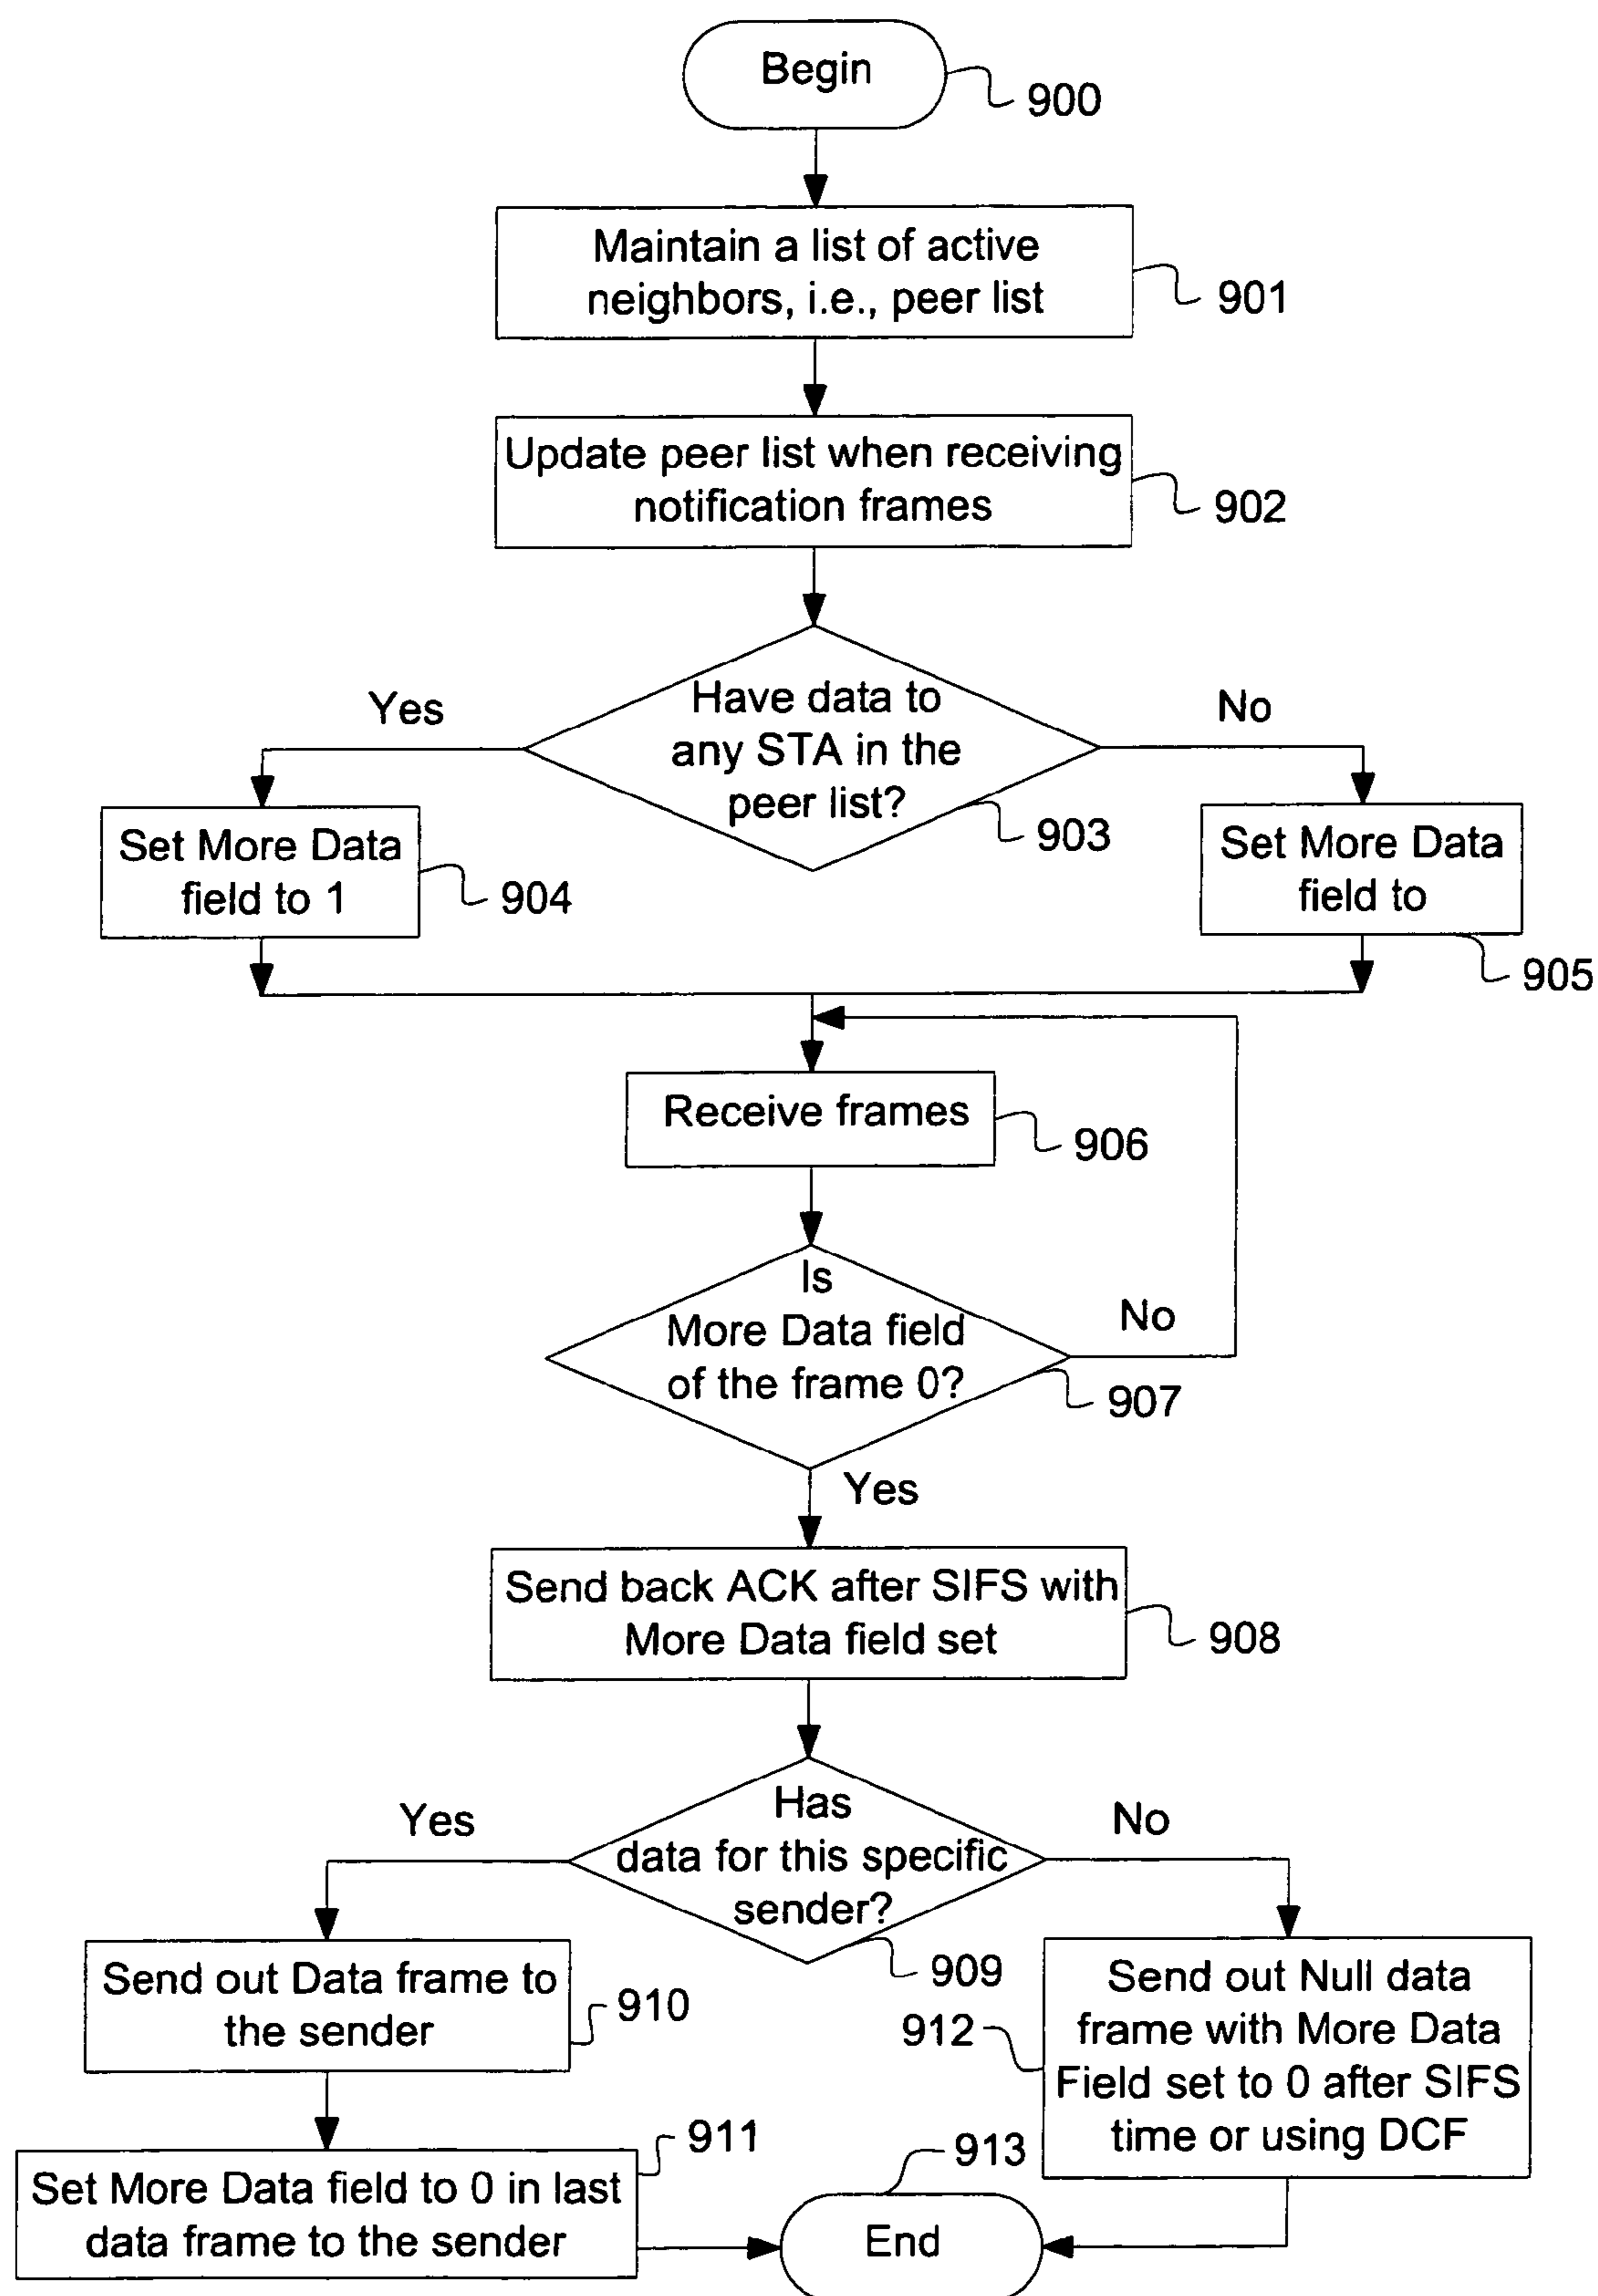 Begin
900
Maintain a list of active
neighbors, i.e., peer list
901
Update peer list when receiving
notification frames
902
Have data to
any STA in the
peer list?
903
Yes
No
Set More Data
field to 1
904
Set More Data
field to
905
Receive frames
906
Is
More Data field
of the frame 0?
907
No
Yes
Send back ACK after SIFS with
More Data field set
908
Has
data for this specific
sender?
909
Yes
No
Send out Data frame to
the sender
910
Send out Null data
frame with More Data
Field set to 0 after SIFS
time or using DCF
912
Set More Data field to 0 in last
data frame to the sender
911
End
913